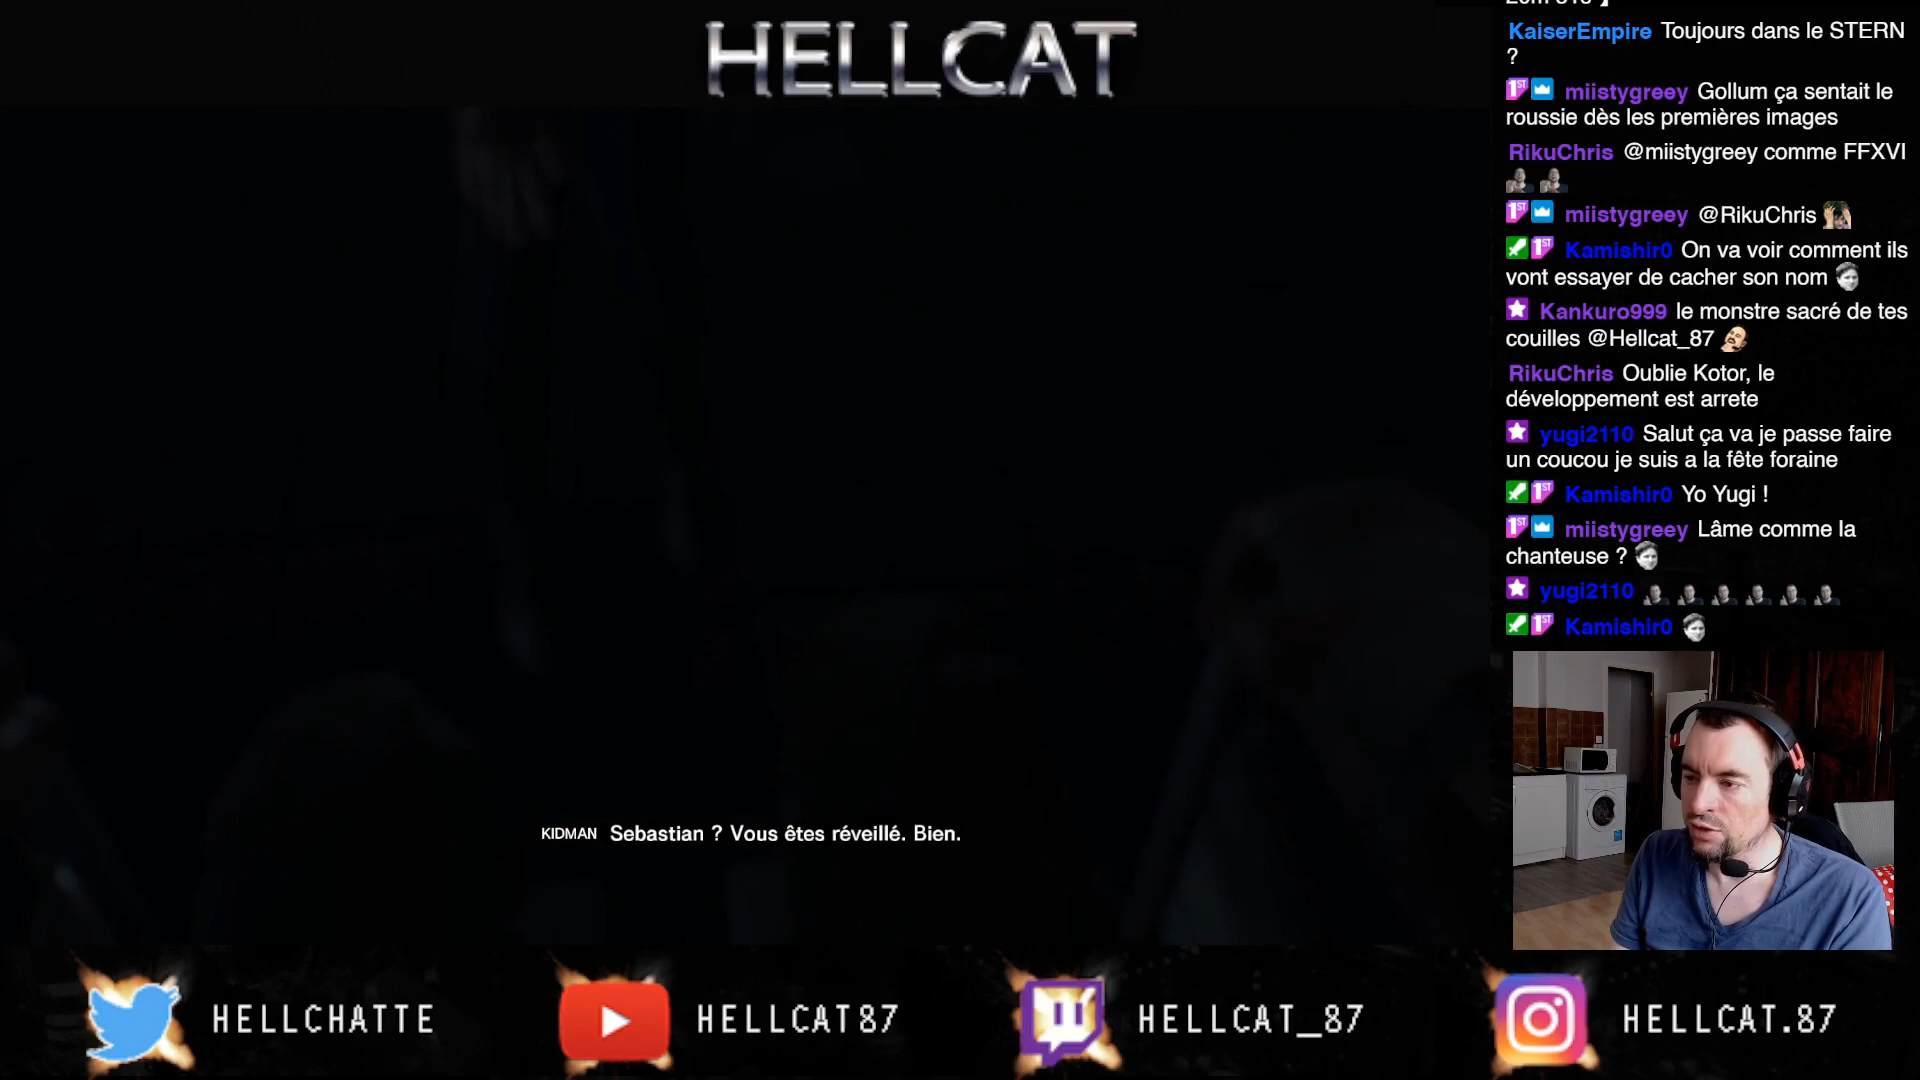 HELLCAT
KaiserEmpire Toujours dans le STERN
?
miistygreey Gollum ça sentait le
roussie dès les premières images
RikuChris @miistygreey comme FFXVI
miistygreey @RikuChris
Kamishir0 On va voir comment ils
vont essayer de cacher son nom
Kankuro999 le monstre sacré de tes
couilles @Hellcat_87
RikuChris Oublie Kotor, le
développement est arrete
yugi2110 Salut ça va je passe faire
un coucou je suis a la fête foraine
Kamishir0 Yo Yugi !
miistygreey Lâme comme la
chanteuse ?
yugi2110
Kamishir0
KIDMAN Sebastian ? Vous êtes réveillé. Bien.
HELLCHATTE
HELLCAT87
HELLCAT_87
HELLCAT.87